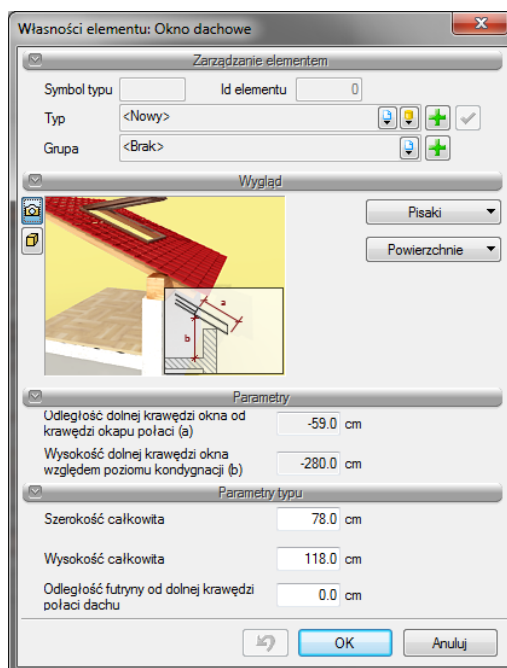 Własności elementu: Okno dachowe
Zarządzanie elementem
Symbol typu Id elementu 0
Typ <Nowy>
Grupa <Brak>
Wygląd
Pisaki
Powierzchnie
a
b
Parametry
Odległość dolnej krawędzi okna od
krawędzi okapu połaci (a) -59.0 cm
Wysokość dolnej krawędzi okna
względem poziomu kondygnacji (b) -280.0 cm
Parametry typu
Szerokość całkowita 78.0 cm
Wysokość całkowita 118.0 cm
Odległość futryny od dolnej krawędzi
połaci dachu 0.0 cm
OK Anuluj